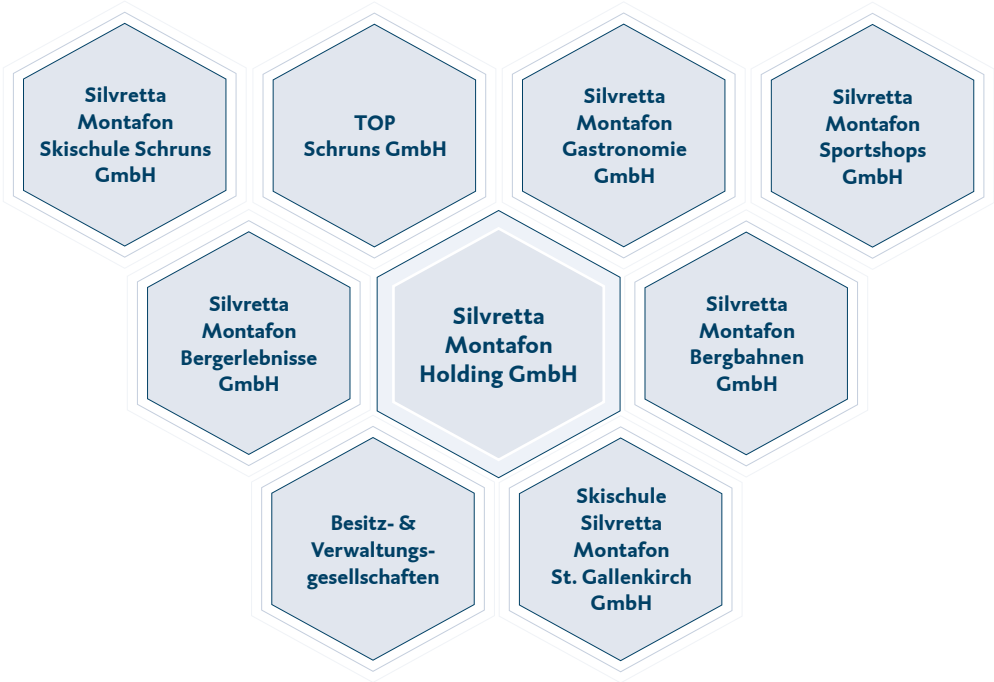 Silvretta
Montafon
Skischule Schruns
GmbH
TOP
Schruns GmbH
Silvretta
Montafon
Gastronomie
GmbH
Silvretta
Montafon
Sportshops
GmbH
Silvretta
Montafon
Bergerlebnisse
GmbH
Silvretta
Montafon
Holding GmbH
Silvretta
Montafon
Bergbahnen
GmbH
Besitz- &
Verwaltungs-
gesellschaften
Skischule
Silvretta
Montafon
St. Gallenkirch
GmbH